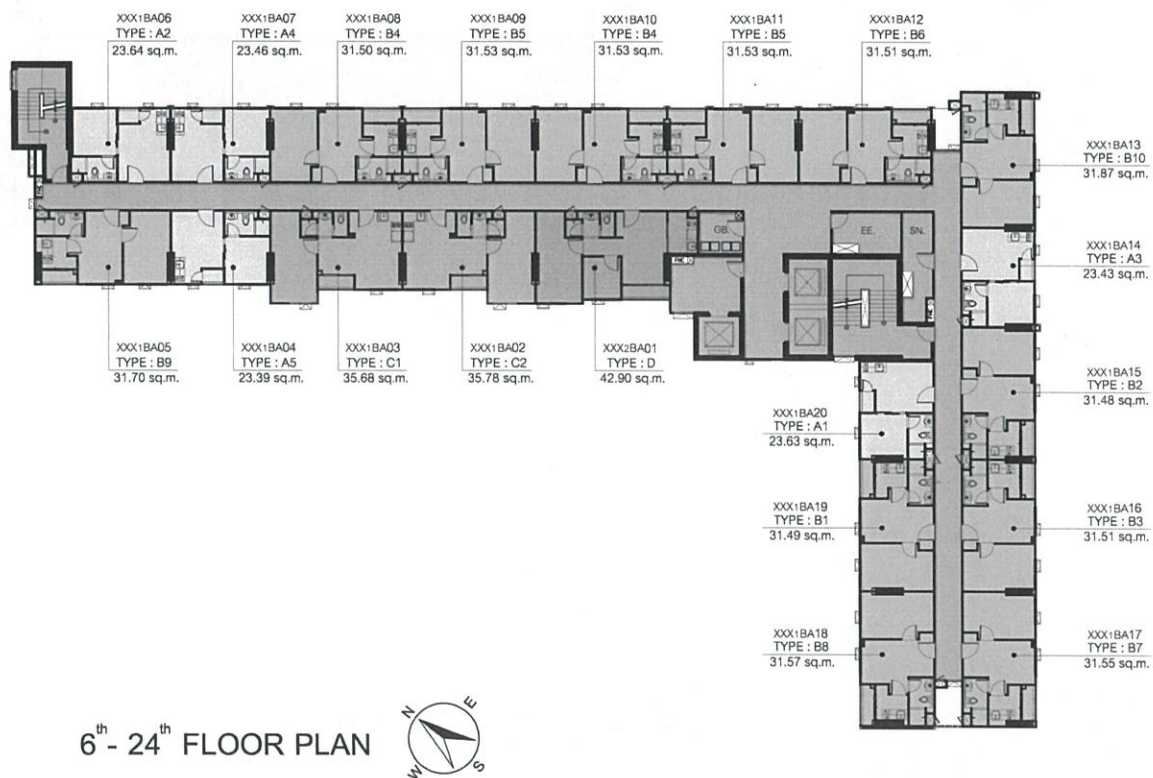 XXX1BA06
TYPE : A2
23.64 sq.m.
XXX1BA07
TYPE : A4
23.46 sq.m.
XXX1BA08
TYPE : B4
31.50 sq.m.
XXX1BA09
TYPE : B5
31.53 sq.m.
XXX1BA10
TYPE : B4
31.53 sq.m.
XXX1BA11
TYPE : B5
31.53 sq.m.
XXX1BA12
TYPE : B6
31.51 sq.m.
XXX1BA13
TYPE : B10
31.87 sq.m.
GB.
EE.
SN.
XXX1BA14
TYPE : A3
23.43 sq.m.
XXX1BA05
TYPE : B9
31.70 sq.m.
XXX1BA04
TYPE : A5
23.39 sq.m.
XXX1BA03
TYPE : C1
35.68 sq.m.
XXX1BA02
TYPE : C2
35.78 sq.m.
XXX2BA01
TYPE : D
42.90 sq.m.
XXX1BA15
TYPE : B2
31.48 sq.m.
XXX1BA20
TYPE : A1
23.63 sq.m.
XXX1BA19
TYPE : B1
31.49 sq.m.
XXX1BA16
TYPE : B3
31.51 sq.m.
XXX1BA18
TYPE : B8
31.57 sq.m.
XXX1BA17
TYPE : B7
31.55 sq.m.
6th - 24th FLOOR PLAN
N
E
W
S